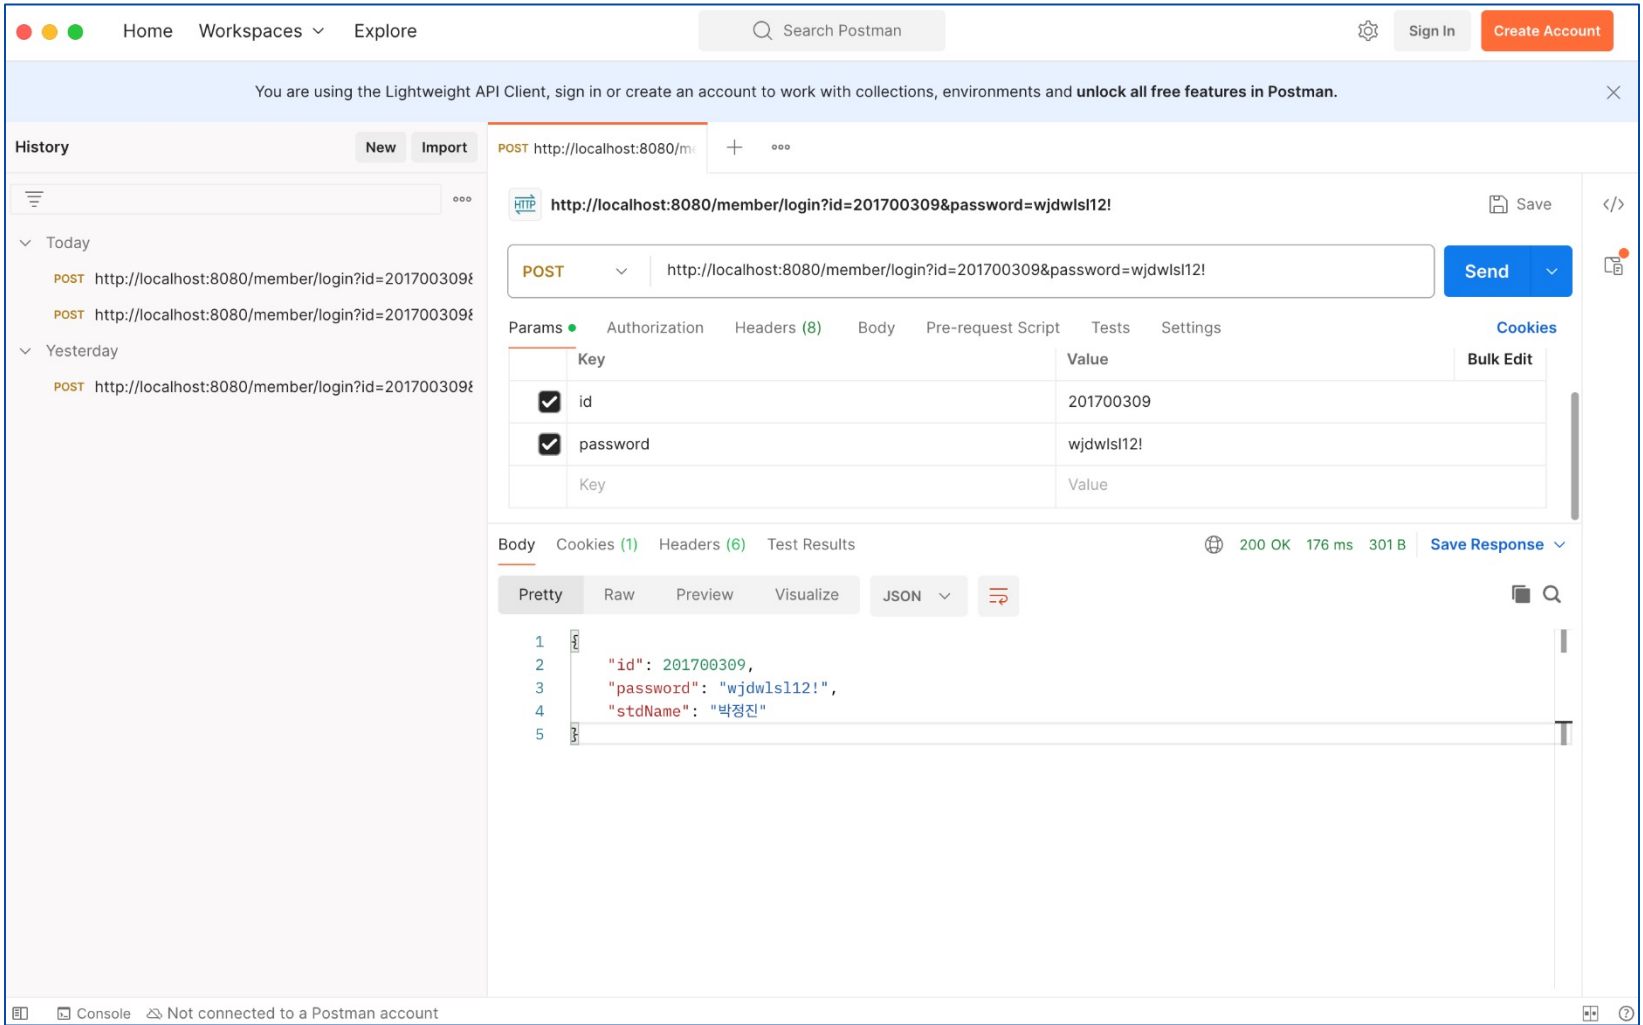 Home Workspaces Explore Search Postman Sign In Create Account
You are using the Lightweight API Client, sign in or create an account to work with collections, environments and unlock all free features in Postman.
History New Import
POST http://localhost:8080/me
HTTP http://localhost:8080/member/login?id=201700309&password=wjdwlsl12! Save </>
Today
POST http://localhost:8080/member/login?id=201700309&
POST http://localhost:8080/member/login?id=201700309&
Yesterday
POST http://localhost:8080/member/login?id=201700309&
POST http://localhost:8080/member/login?id=201700309&password=wjdwlsl12! Send
Params Authorization Headers (8) Body Pre-request Script Tests Settings Cookies
Key Value Bulk Edit
id 201700309
password wjdwlsl12!
Key Value
Body Cookies (1) Headers (6) Test Results 200 OK 176 ms 301 B Save Response
Pretty Raw Preview Visualize JSON
1 {
2 "id": 201700309,
3 "password": "wjdwlsl12!",
4 "stdName": "박정진"
5 }
Console Not connected to a Postman account